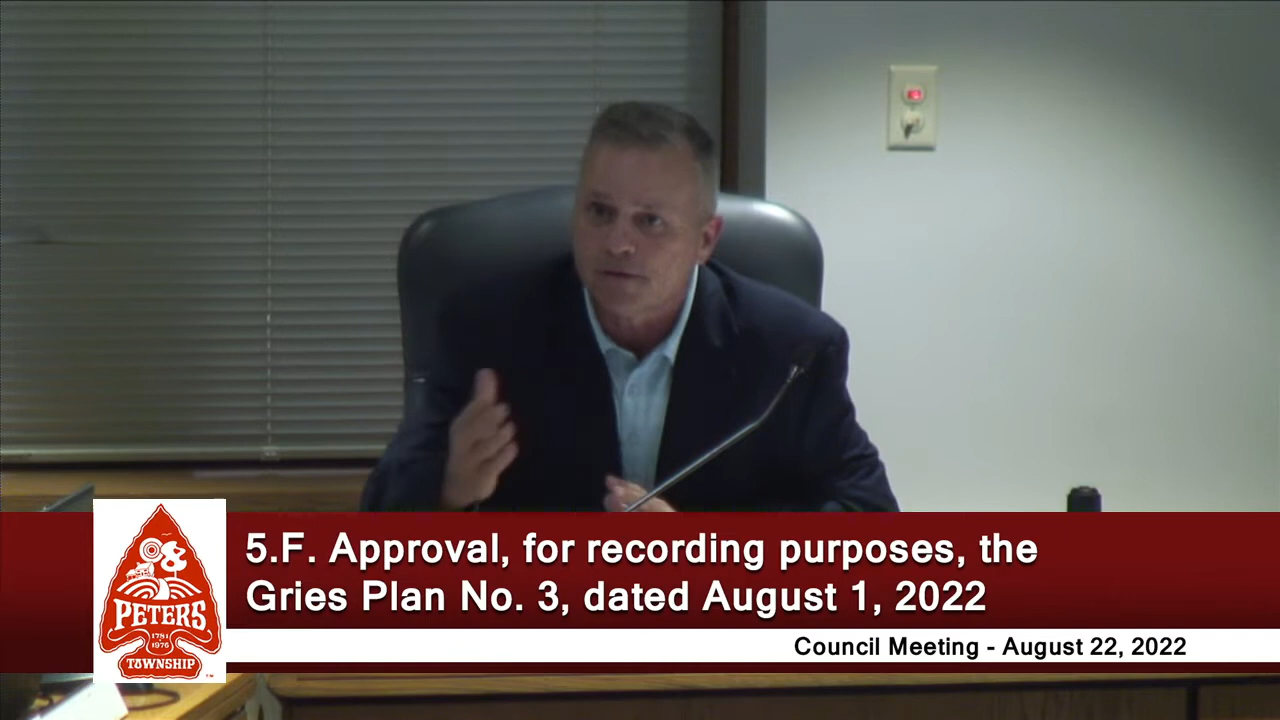 5.F. Approval, for recording purposes, the
Gries Plan No. 3, dated August 1, 2022
Council Meeting - August 22, 2022
PETERS
1781
1976
TOWNSHIP
TM